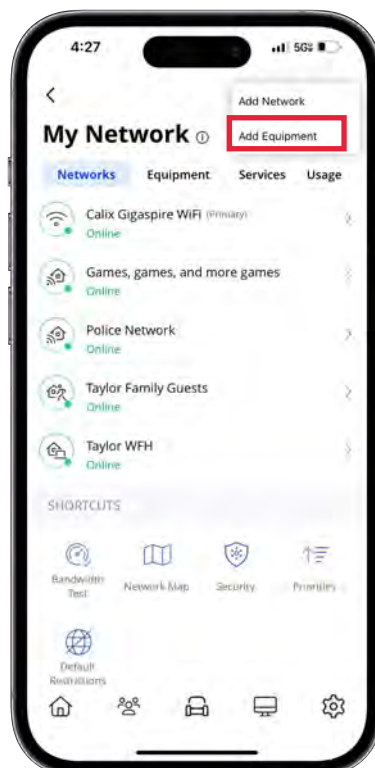 4:27
5G
Add Network
My Network
Add Equipment
Networks Equipment Services Usage
Calix Gigaspire WiFi (Primary)
Online
Games, games, and more games
Online
Police Network
Online
Taylor Family Guests
Online
Taylor WFH
Online
SHORTCUTS
Bandwidth Test
Network Map
Security
Priorities
Default
Restrictions